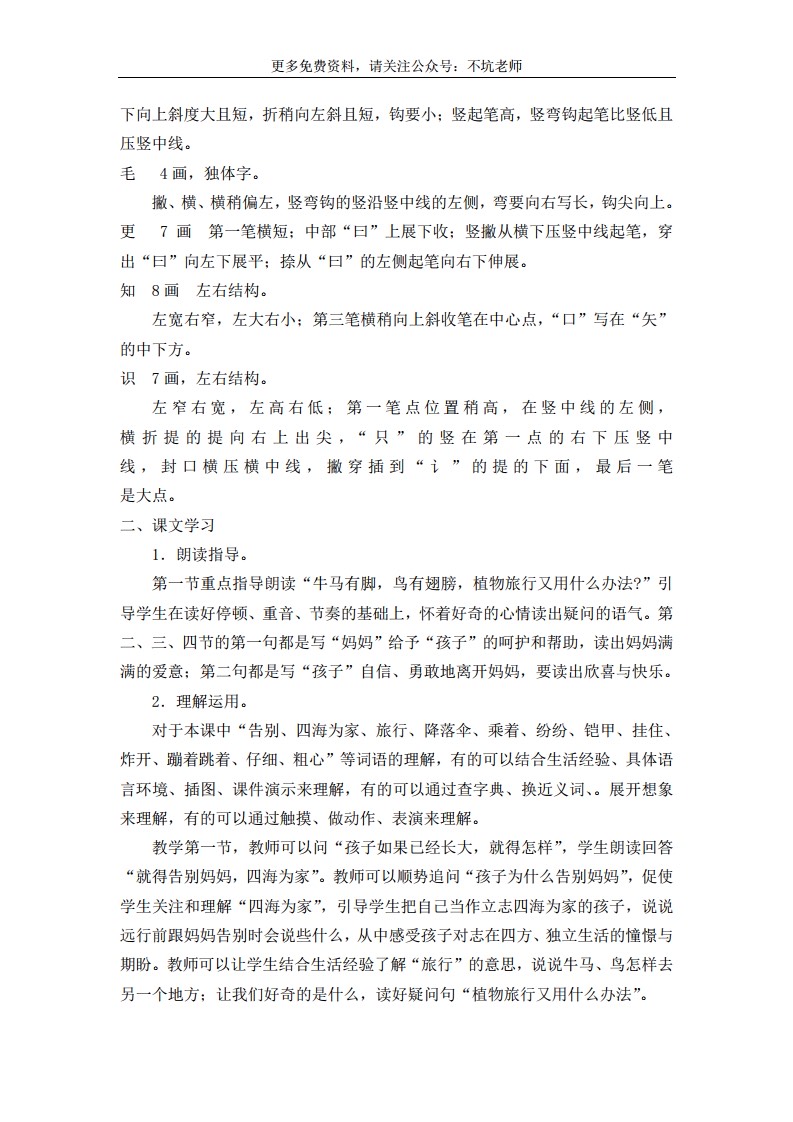 更多免费资料，请关注公众号：不坑老师
下向上斜度大且短，折稍向左斜且短，钩要小；竖起笔高，竖弯钩起笔比竖低且
压竖中线。
毛 4 画，独体字。
撇、横、横稍偏左，竖弯钩的竖沿竖中线的左侧，弯要向右写长，钩尖向上。
更 7 画 第一笔横短；中部“曰”上展下收；竖撇从横下压竖中线起笔，穿
出“曰”向左下展平；捺从“曰”的左侧起笔向右下伸展。
知 8 画 左右结构。
左宽右窄，左大右小；第三笔横稍向上斜收笔在中心点，“口”写在“矢”
的中下方。
识 7 画，左右结构。
左窄右宽，左高右低；第一笔点位置稍高，在竖中线的左侧，
横折提的提向右上出尖，“只”的竖在第一点的右下压竖中
线，封口横压横中线，撇穿插到“讠”的提的下面，最后一笔
是大点。
二、课文学习
1．朗读指导。
第一节重点指导朗读“牛马有脚，鸟有翅膀，植物旅行又用什么办法?”引
导学生在读好停顿、重音、节奏的基础上，怀着好奇的心情读出疑问的语气。第
二、三、四节的第一句都是写“妈妈”给予“孩子”的呵护和帮助，读出妈妈满
满的爱意；第二句都是写“孩子”自信、勇敢地离开妈妈，要读出欣喜与快乐。
2．理解运用。
对于本课中“告别、四海为家、旅行、降落伞、乘着、纷纷、铠甲、挂住、
炸开、蹦着跳着、仔细、粗心”等词语的理解，有的可以结合生活经验、具体语
言环境、插图、课件演示来理解，有的可以通过查字典、换近义词、。展开想象
来理解，有的可以通过触摸、做动作、表演来理解。
教学第一节，教师可以问“孩子如果已经长大，就得怎样”，学生朗读回答
“就得告别妈妈，四海为家”。教师可以顺势追问“孩子为什么告别妈妈”，促使
学生关注和理解“四海为家”，引导学生把自己当作立志四海为家的孩子，说说
远行前跟妈妈告别时会说些什么，从中感受孩子对志在四方、独立生活的憧憬与
期盼。教师可以让学生结合生活经验了解“旅行”的意思，说说牛马、鸟怎样去
另一个地方；让我们好奇的是什么，读好疑问句“植物旅行又用什么办法”。